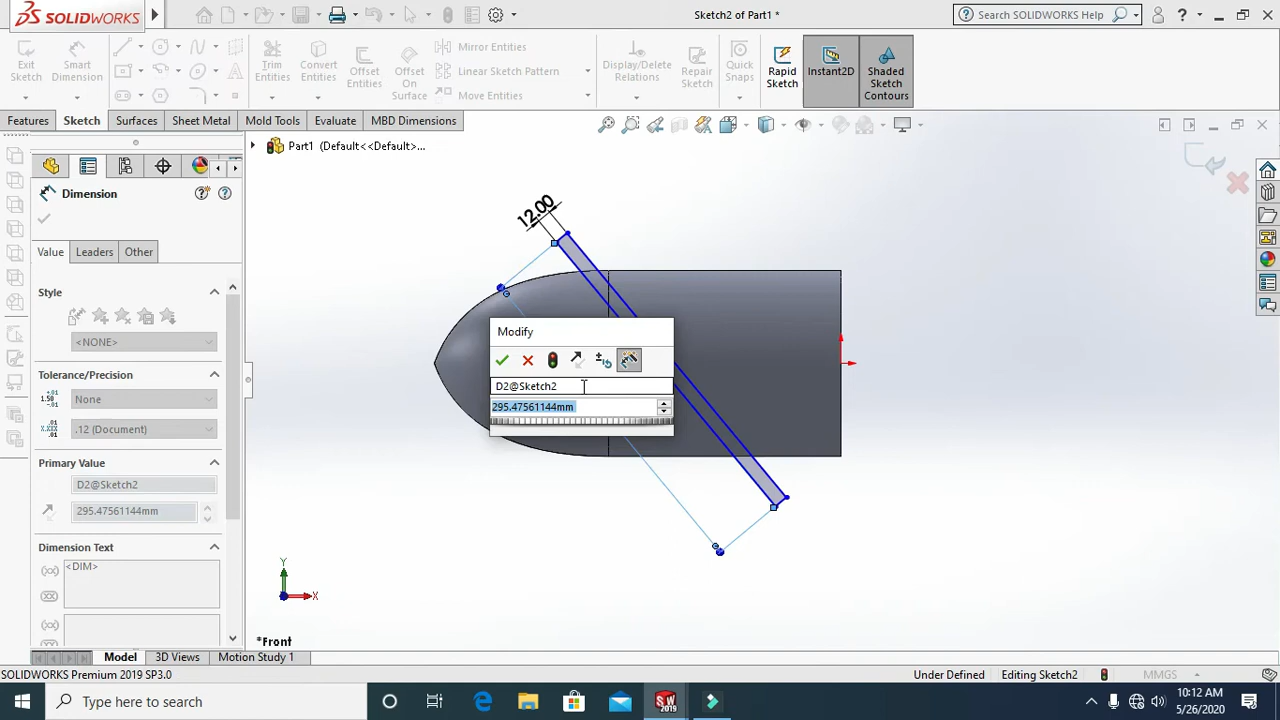 SOLIDWORKS
Sketch2 of Part1 *
Search SOLIDWORKS Help
?
Exit Sketch
Smart Dimension
Trim Entities
Convert Entities
Offset Entities
Offset On Surface
Mirror Entities
Linear Sketch Pattern
Move Entities
Display/Delete Relations
Repair Sketch
Quick Snaps
Rapid Sketch
Instant2D
Shaded Sketch Contours
Features
Sketch
Surfaces
Sheet Metal
Mold Tools
Evaluate
MBD Dimensions
Part1 (Default<<Default>...
Dimension
Value
Leaders
Other
Style
<NONE>
Tolerance/Precision
None
.12 (Document)
Primary Value
D2@Sketch2
295.47561144mm
Dimension Text
<DIM>
12.00
Modify
D2@Sketch2
295.47561144mm
Y
X
*Front
Model
3D Views
Motion Study 1
SOLIDWORKS Premium 2019 SP3.0
Under Defined
Editing Sketch2
MMGS
Type here to search
SW
2019
10:12 AM
5/26/2020